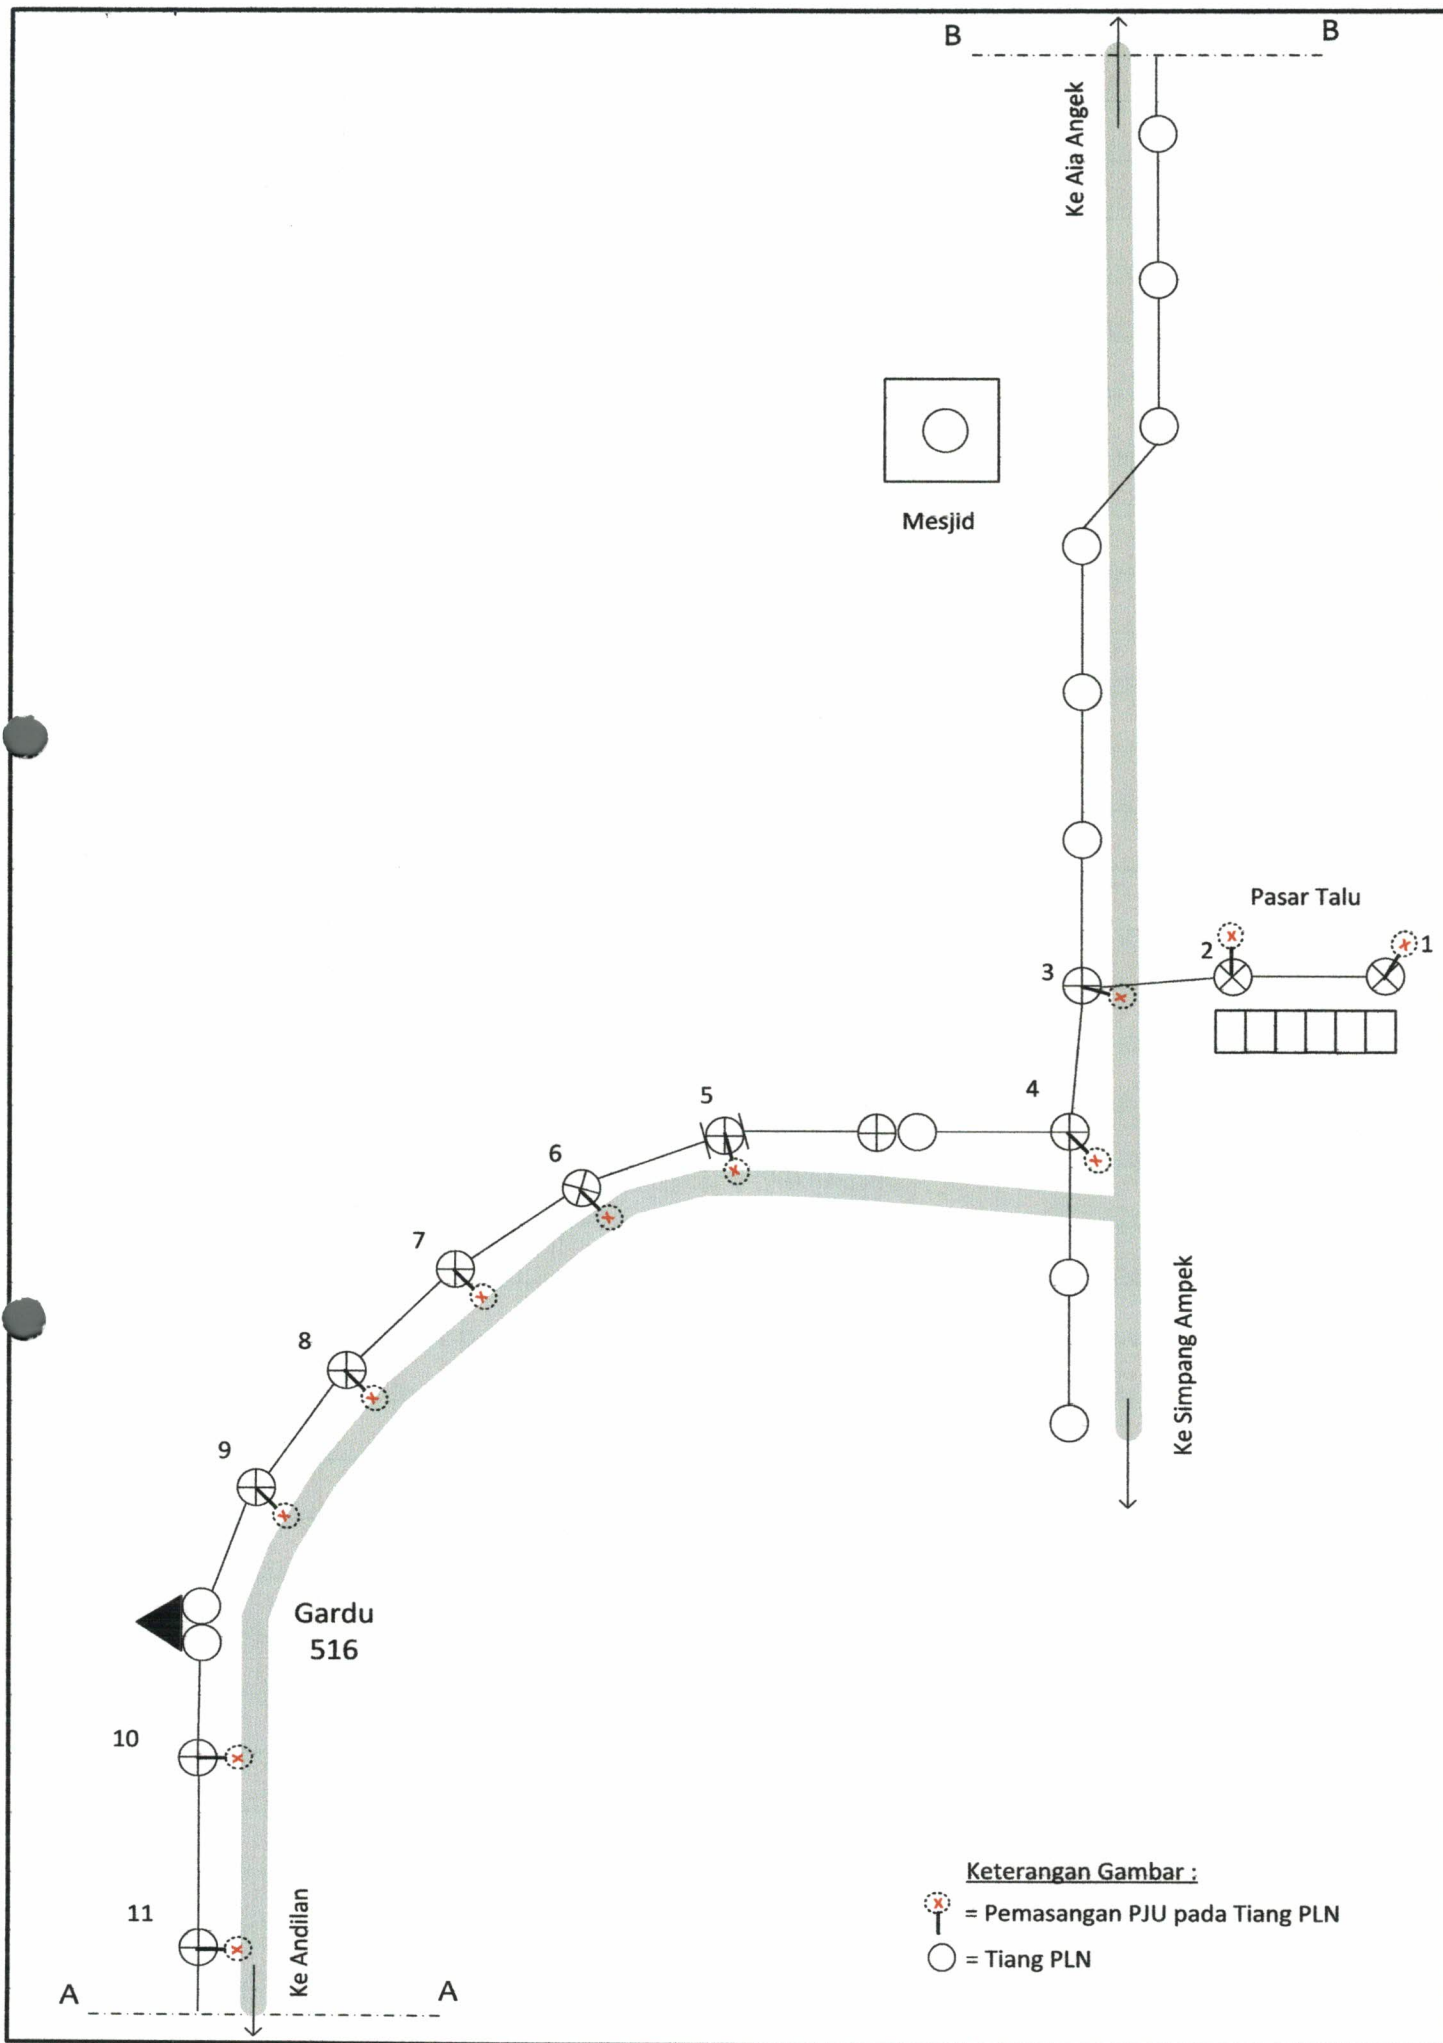 B
B
Ke Aia Angek
Mesjid
Pasar Talu
1
2
3
4
5
6
7
8
9
Ke Simpang Ampek
Gardu
516
10
11
Ke Andilan
A
A
Keterangan Gambar :
= Pemasangan PJU pada Tiang PLN
= Tiang PLN